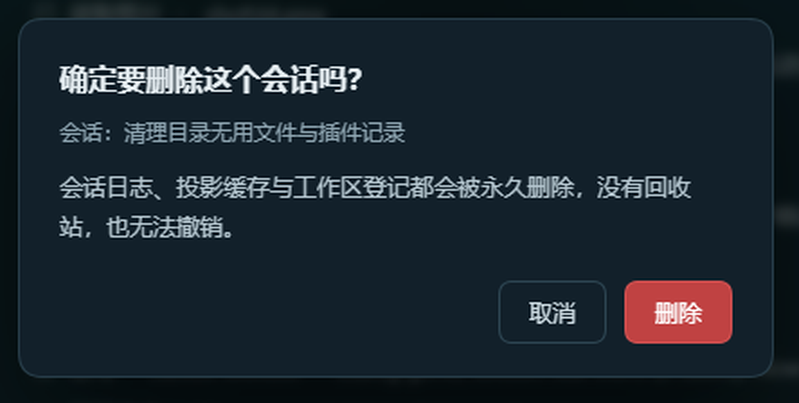 确定要删除这个会话吗?
会话：清理目录无用文件与插件记录
会话日志、投影缓存与工作区登记都会被永久删除，没有回收
站，也无法撤销。
取消
删除